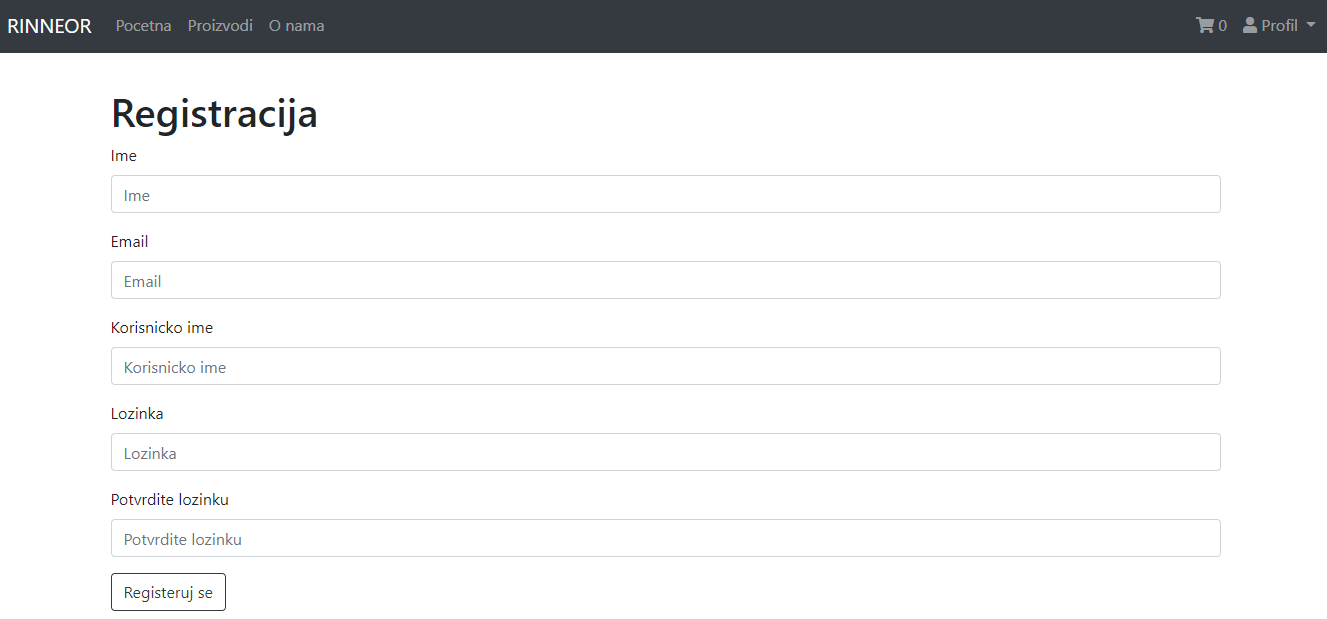 RINNEOR Pocetna Proizvodi O nama 0 Profil
Registracija
Ime
Ime
Email
Email
Korisnicko ime
Korisnicko ime
Lozinka
Lozinka
Potvrdite lozinku
Potvrdite lozinku
Registeruj se